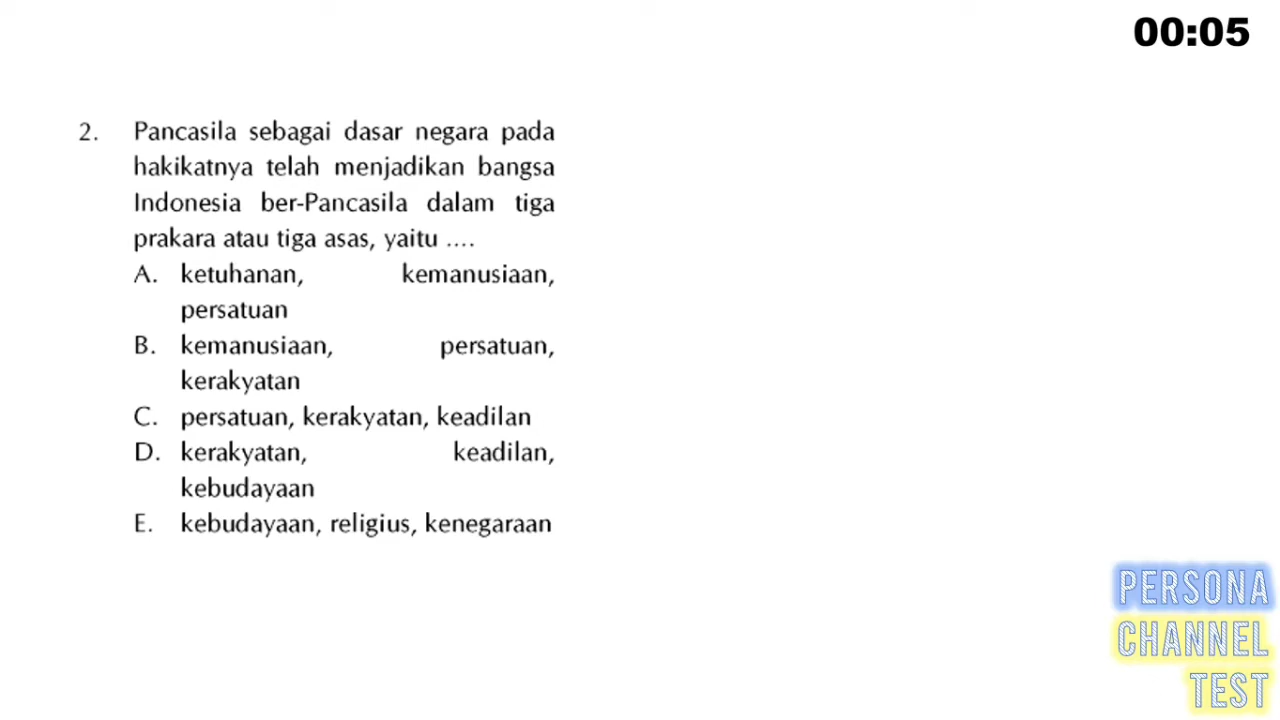 00:05
2. Pancasila sebagai dasar negara pada
hakikatnya telah menjadikan bangsa
Indonesia ber-Pancasila dalam tiga
prakara atau tiga asas, yaitu ....
A. ketuhanan, kemanusiaan,
persatuan
B. kemanusiaan, persatuan,
kerakyatan
C. persatuan, kerakyatan, keadilan
D. kerakyatan, keadilan,
kebudayaan
E. kebudayaan, religius, kenegaraan
PERSONA
CHANNEL
TEST